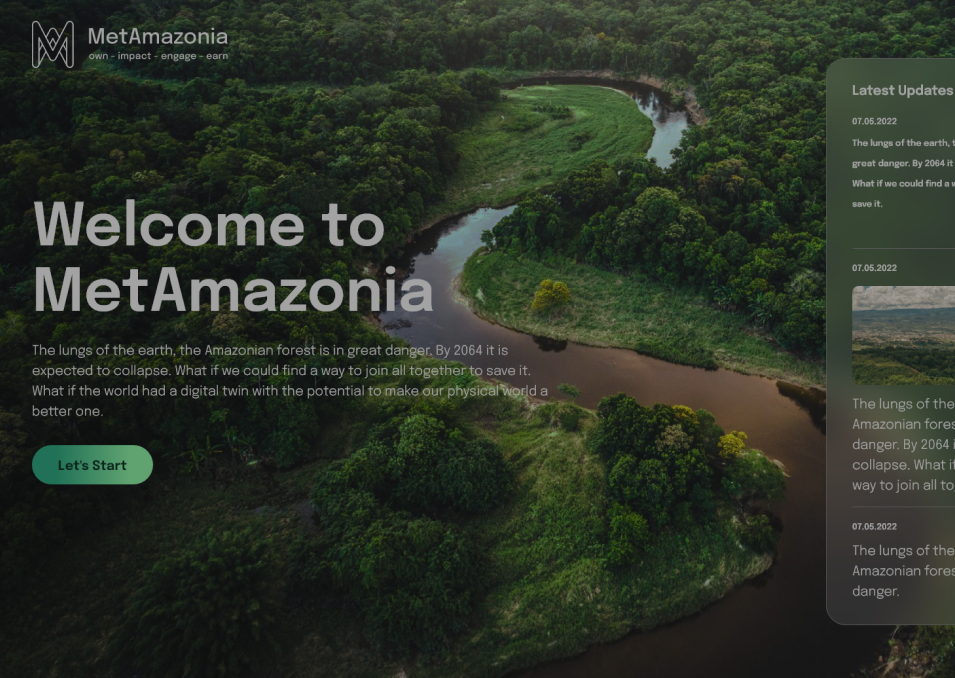 MetAmazonia
own - impact - engage - earn
Welcome to
MetAmazonia
The lungs of the earth, the Amazonian forest is in great danger. By 2064 it is
expected to collapse. What if we could find a way to join all together to save it.
What if the world had a digital twin with the potential to make our physical world a
better one.
Let's Start
Latest Updates
07.05.2022
The lungs of the earth,
great danger. By 2064 it
What if we could find a
save it.
07.05.2022
The lungs of the
Amazonian
danger. By 2064
collapse. What
way to join all
07.05.2022
The lungs of the
Amazonian
danger.